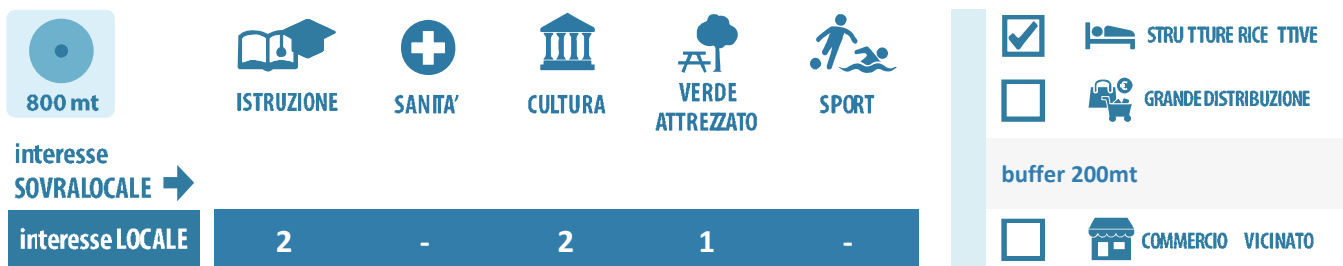 800 mt
ISTRUZIONE
SANITA'
CULTURA
VERDE
ATTREZZATO
SPORT
interesse
SOVRALOCALE
interesse LOCALE
2 - 2 1 -
STRU TTURE RICE TTIVE
€
GRANDE DISTRIBUZIONE
buffer 200mt
COMMERCIO VICINATO